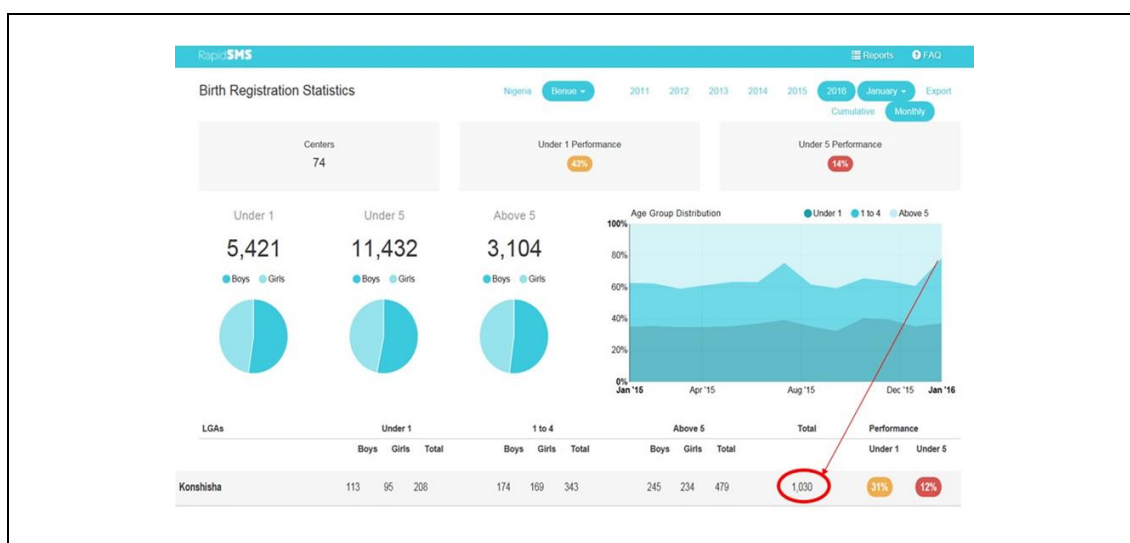 RapidSMS Reports FAQ
Birth Registration Statistics Nigeria Benue 2011 2012 2013 2014 2015 2016 January Export
Cumulative Monthly
Centers Under 1 Performance Under 5 Performance
74 43% 14%
Under 1 Under 5 Above 5
5,421 11,432 3,104
Boys Girls Boys Girls Boys Girls
Age Group Distribution Under 1 1 to 4 Above 5
100%
80%
60%
40%
20%
0%
Jan '15 Apr '15 Aug '15 Dec '15 Jan '16
LGAs Under 1 1 to 4 Above 5 Total Performance
Boys Girls Total Boys Girls Total Boys Girls Total Under 1 Under 5
Konshisha 113 95 208 174 169 343 245 234 479 1,030 31% 12%